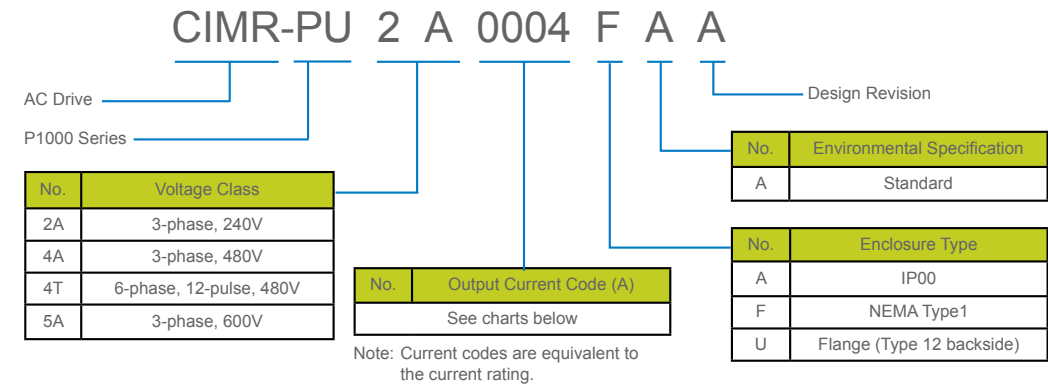 CIMR-PU 2 A 0004 F A A
AC Drive
Design Revision
P1000 Series
No. Environmental Specification
A Standard
No. Voltage Class
2A 3-phase, 240V
4A 3-phase, 480V
4T 6-phase, 12-pulse, 480V
5A 3-phase, 600V
No. Output Current Code (A)
See charts below
Note: Current codes are equivalent to
the current rating.
No. Enclosure Type
A IP00
F NEMA Type1
U Flange (Type 12 backside)